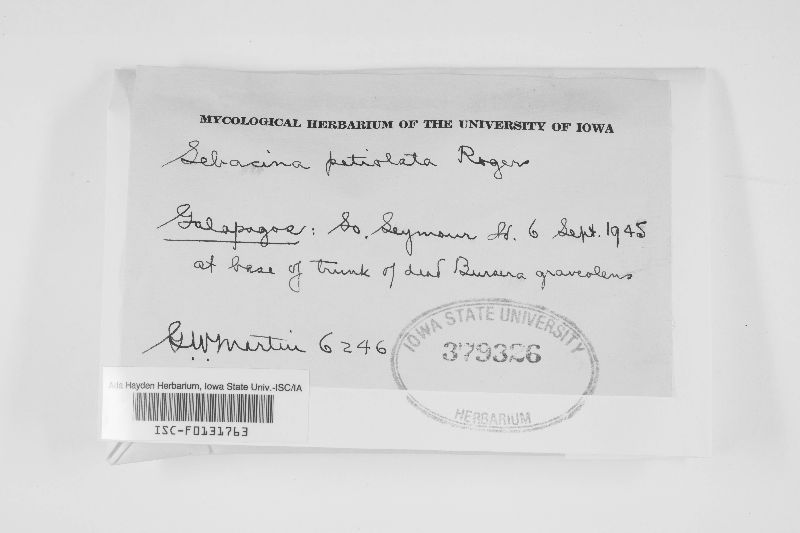 MYCOLOGICAL HERBARIUM OF THE UNIVERSITY OF IOWA
Sebacina petiolata Rogers
Galapagos: So. Seymour Is. 6 Sept. 1945
at base of trunk of dead Bursera graveolens
G.W. Martin 6246
IOWA STATE UNIVERSITY
379326
HERBARIUM
Ada Hayden Herbarium, Iowa State Univ.-ISC/IA
ISC-F0131763